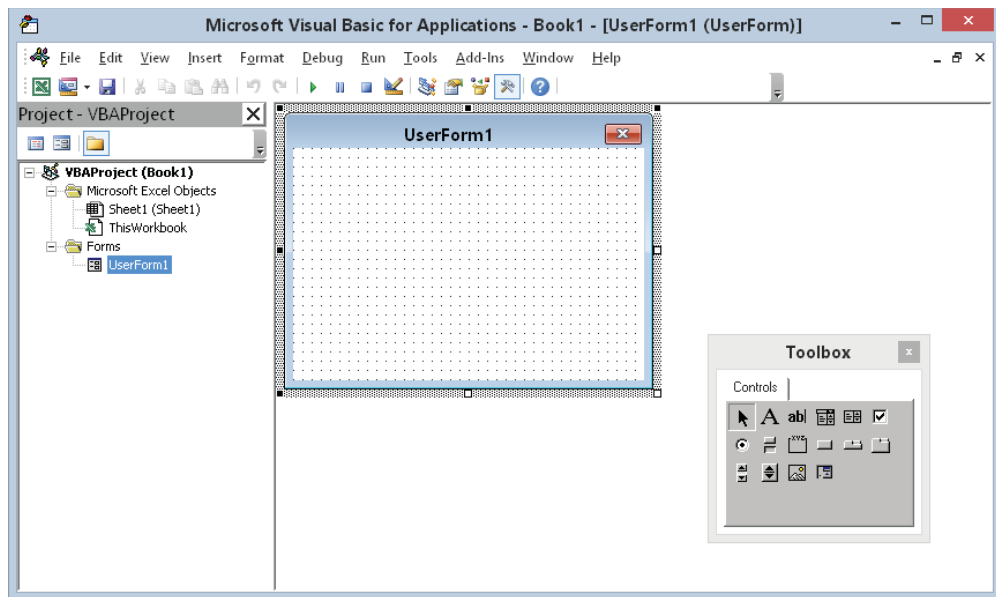 Microsoft Visual Basic for Applications - Book1 - [UserForm1 (UserForm)]
File Edit View Insert Format Debug Run Tools Add-Ins Window Help
Project - VBAProject
VBAProject (Book1)
Microsoft Excel Objects
Sheet1 (Sheet1)
ThisWorkbook
Forms
UserForm1
UserForm1
Toolbox
Controls
A ab|
XYZ